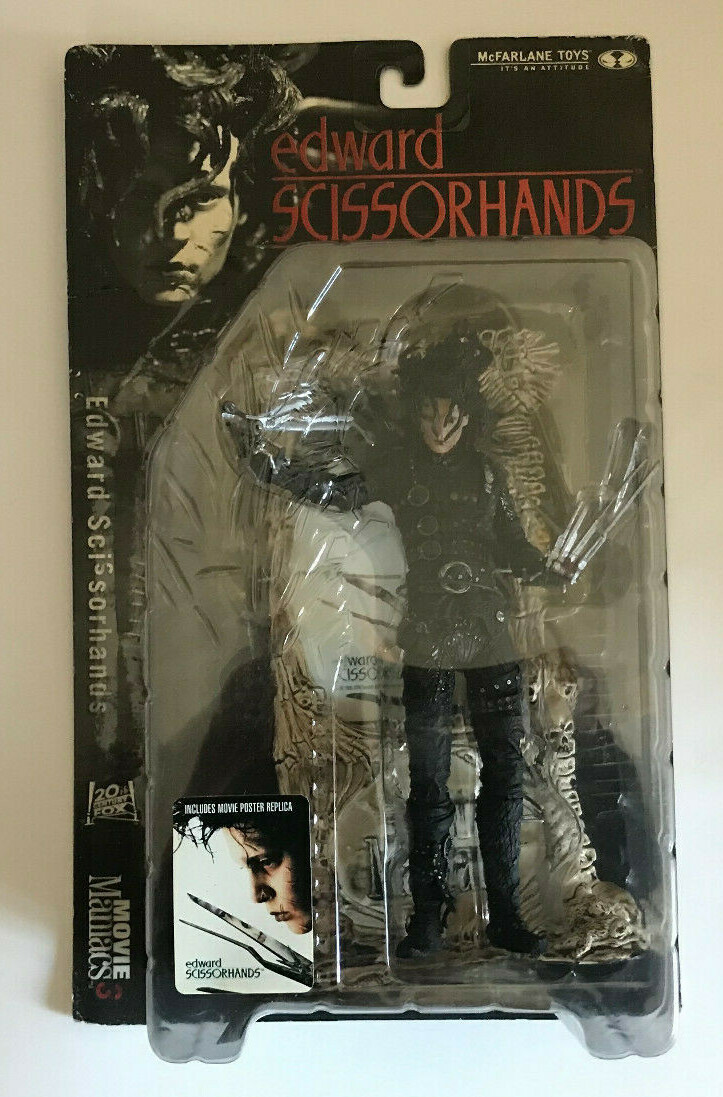 McFARLANE TOYS
IT'S AN ATTITUDE
edward
SCISSORHANDS
Edward Scissorhands
20th
CENTURY
FOX
MOVIE
Maniacs 3
INCLUDES MOVIE POSTER REPLICA
edward
SCISSORHANDS